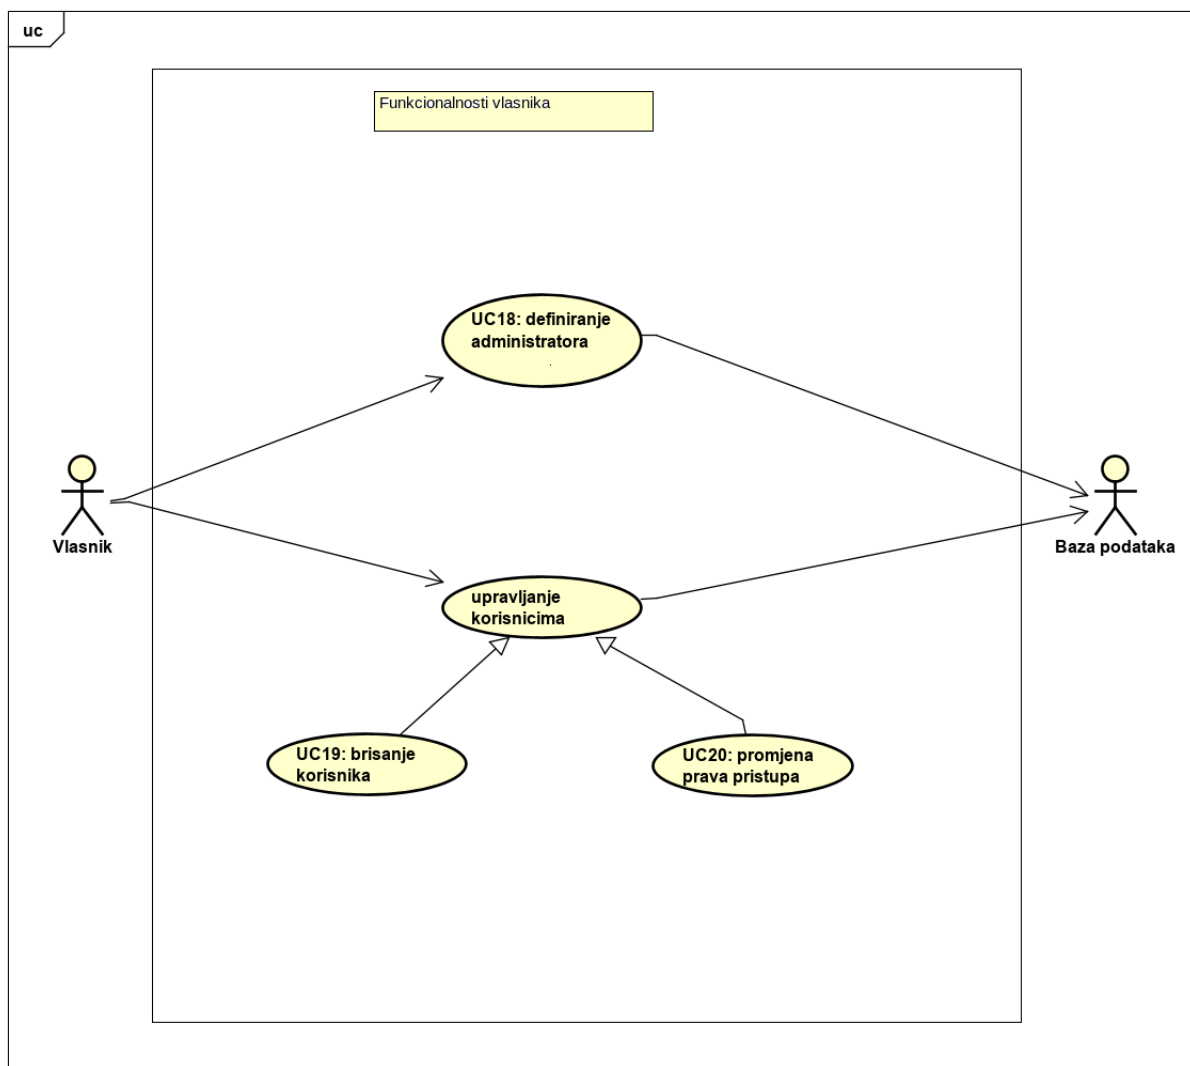 uc
Funkcionalnosti vlasnika
UC18: definiranje
administratora
Vlasnik
Baza podataka
upravljanje
korisnicima
UC19: brisanje
korisnika
UC20: promjena
prava pristupa